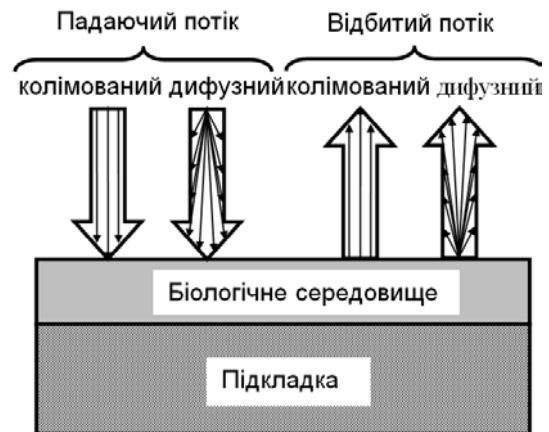 Падаючий потік Відбитий потік
колімований дифузний колімований дифузний
Біологічне середовище
Підкладка